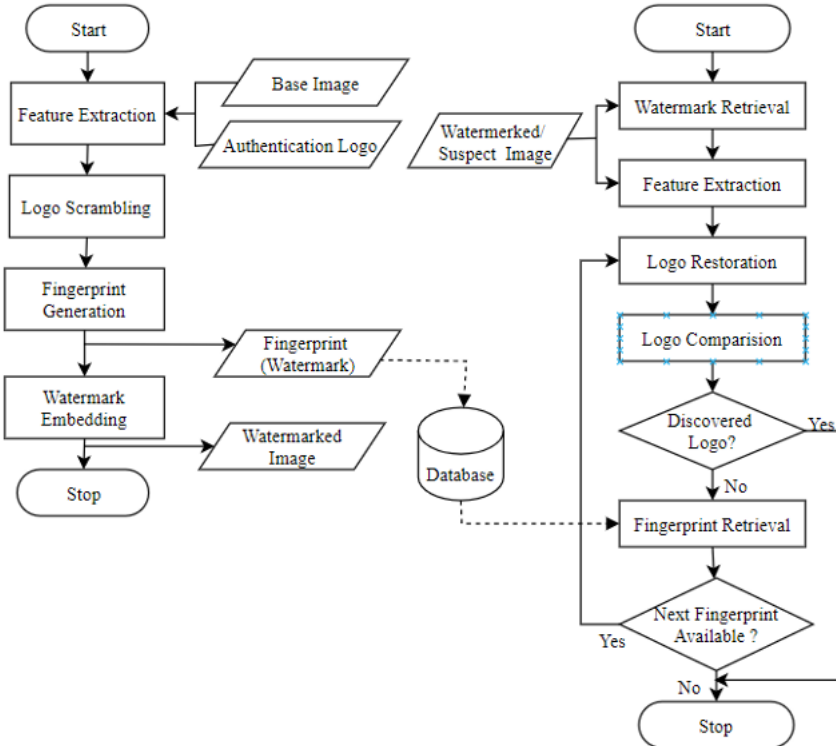 Start
Base Image
Feature Extraction
Authentication Logo
Logo Scrambling
Fingerprint
Generation
Fingerprint
(Watermark)
Watermark
Embedding
Watermarked
Image
Stop
Database
Start
Watermark Retrieval
Watermerked/
Suspect Image
Feature Extraction
Logo Restoration
Logo Comparision
Discovered
Logo?
Yes
No
Fingerprint Retrieval
Next Fingerprint
Available ?
Yes
No
Stop